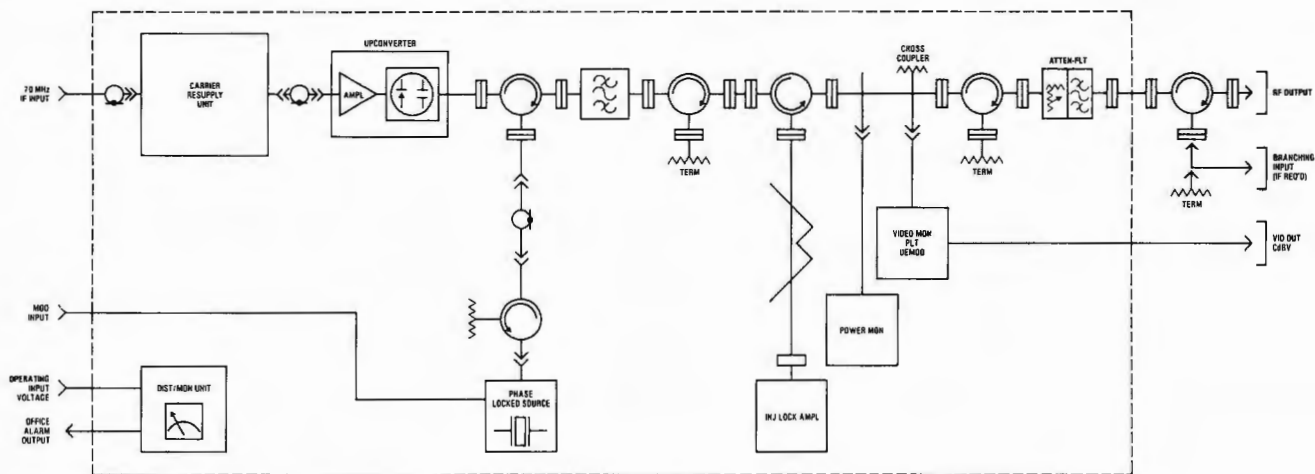 UPCONVERTER
CROSS
COUPLER
ATTEN-PLT
70 MHz
IF INPUT
CARRIER
RESUPPLY
UNIT
AMPL
RF OUTPUT
TERM
TERM
BRANCHING
INPUT
(IF REQ'D)
TERM
VIDEO MON
PLT
DEMOD
VID OUT
CdBV
MGD
INPUT
POWER MON
OPERATING
INPUT
VOLTAGE
DIST/MON UNIT
PHASE
LOCKED SOURCE
INJ LOCK AMPL
OFFICE
ALARM
OUTPUT